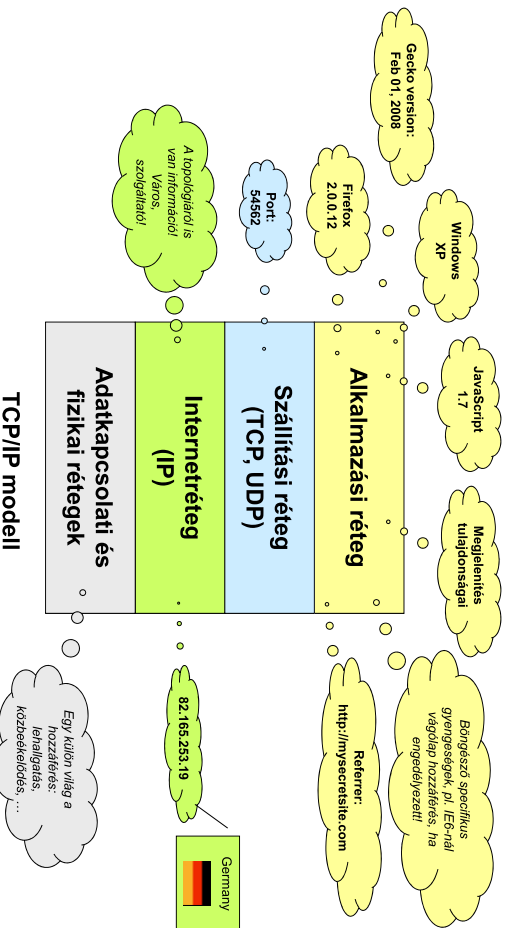 Gecko version:
Feb 01, 2008
Windows
XP
JavaScript
1.7
Megjelenítés
tulajdonságai
Böngésző specifikus
gyengeségek, pl. IE6-nál
vágólap hozzáférés, ha
engedélyezett!
Firefox
2.0.0.12
Alkalmazási réteg
Referrer:
http://mysecretsite.com
Port:
54562
Szállítási réteg
(TCP, UDP)
A topológiáról is
van információ!
Város,
szolgáltató!
Internetréteg
(IP)
82.165.253.19
Germany
Adatkapcsolati és
fizikai rétegek
Egy külön világ a
hozzáférés:
lehallgatás,
közbeékelődés, …
TCP/IP modell